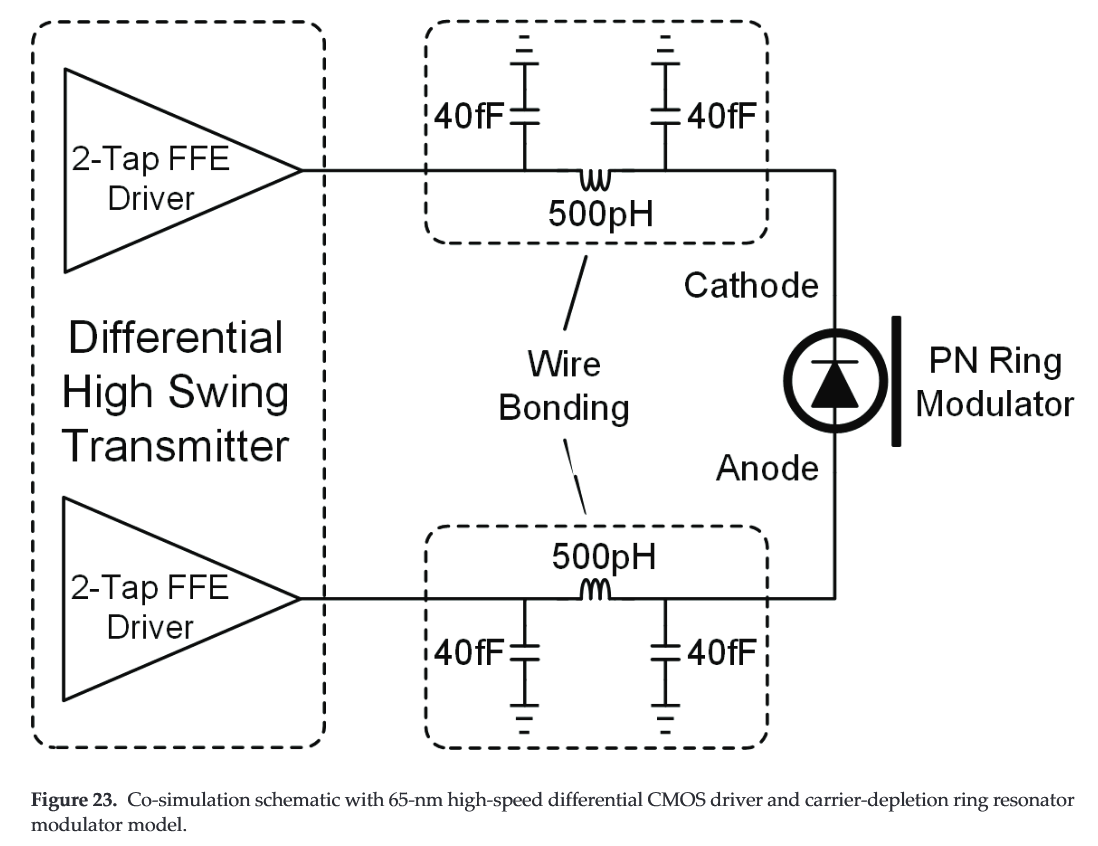 2-Tap FFE
Driver
40fF
40fF
500pH
Cathode
Differential
High Swing
Transmitter
Wire
Bonding
PN Ring
Modulator
Anode
2-Tap FFE
Driver
500pH
40fF
40fF
Figure 23. Co-simulation schematic with 65-nm high-speed differential CMOS driver and carrier-depletion ring resonator
modulator model.